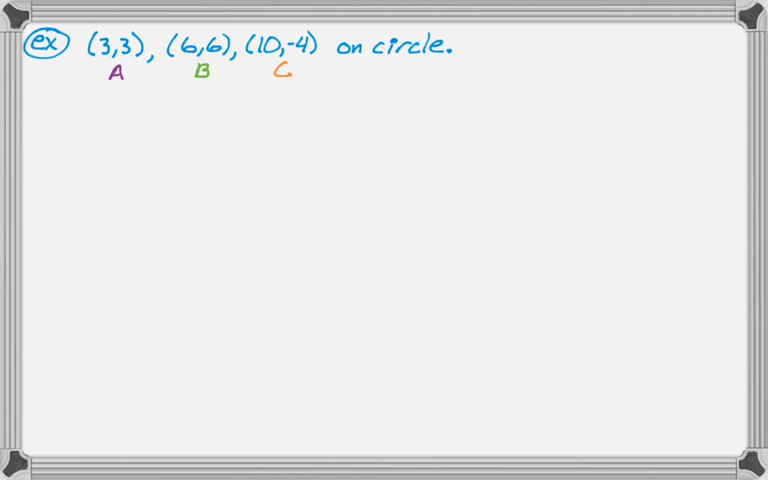 ex (3,3), (6,6), (10,-4) on circle.
A B C